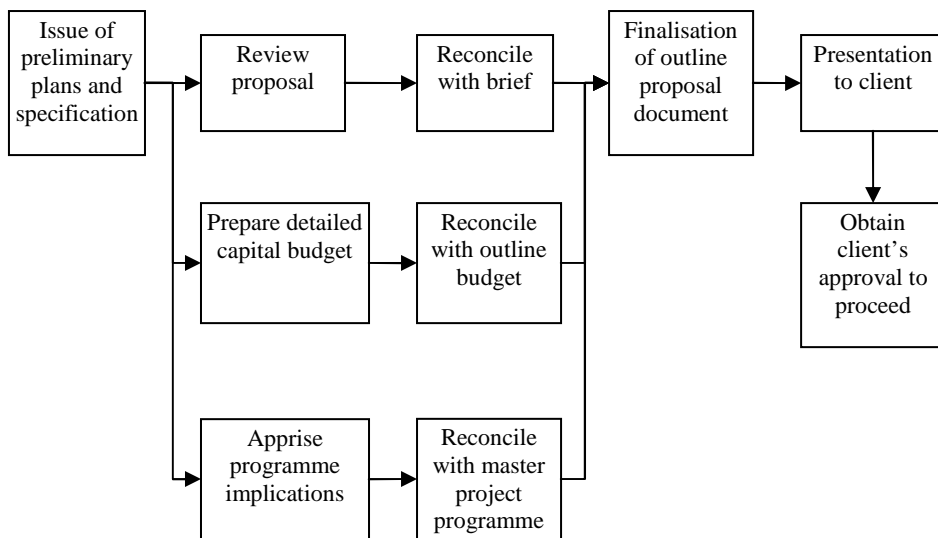 Issue of
preliminary
plans and
specification
Review
proposal
Reconcile
with brief
Finalisation
of outline
proposal
document
Presentation
to client
Prepare detailed
capital budget
Reconcile
with outline
budget
Obtain
client’s
approval to
proceed
Apprise
programme
implications
Reconcile
with master
project
programme